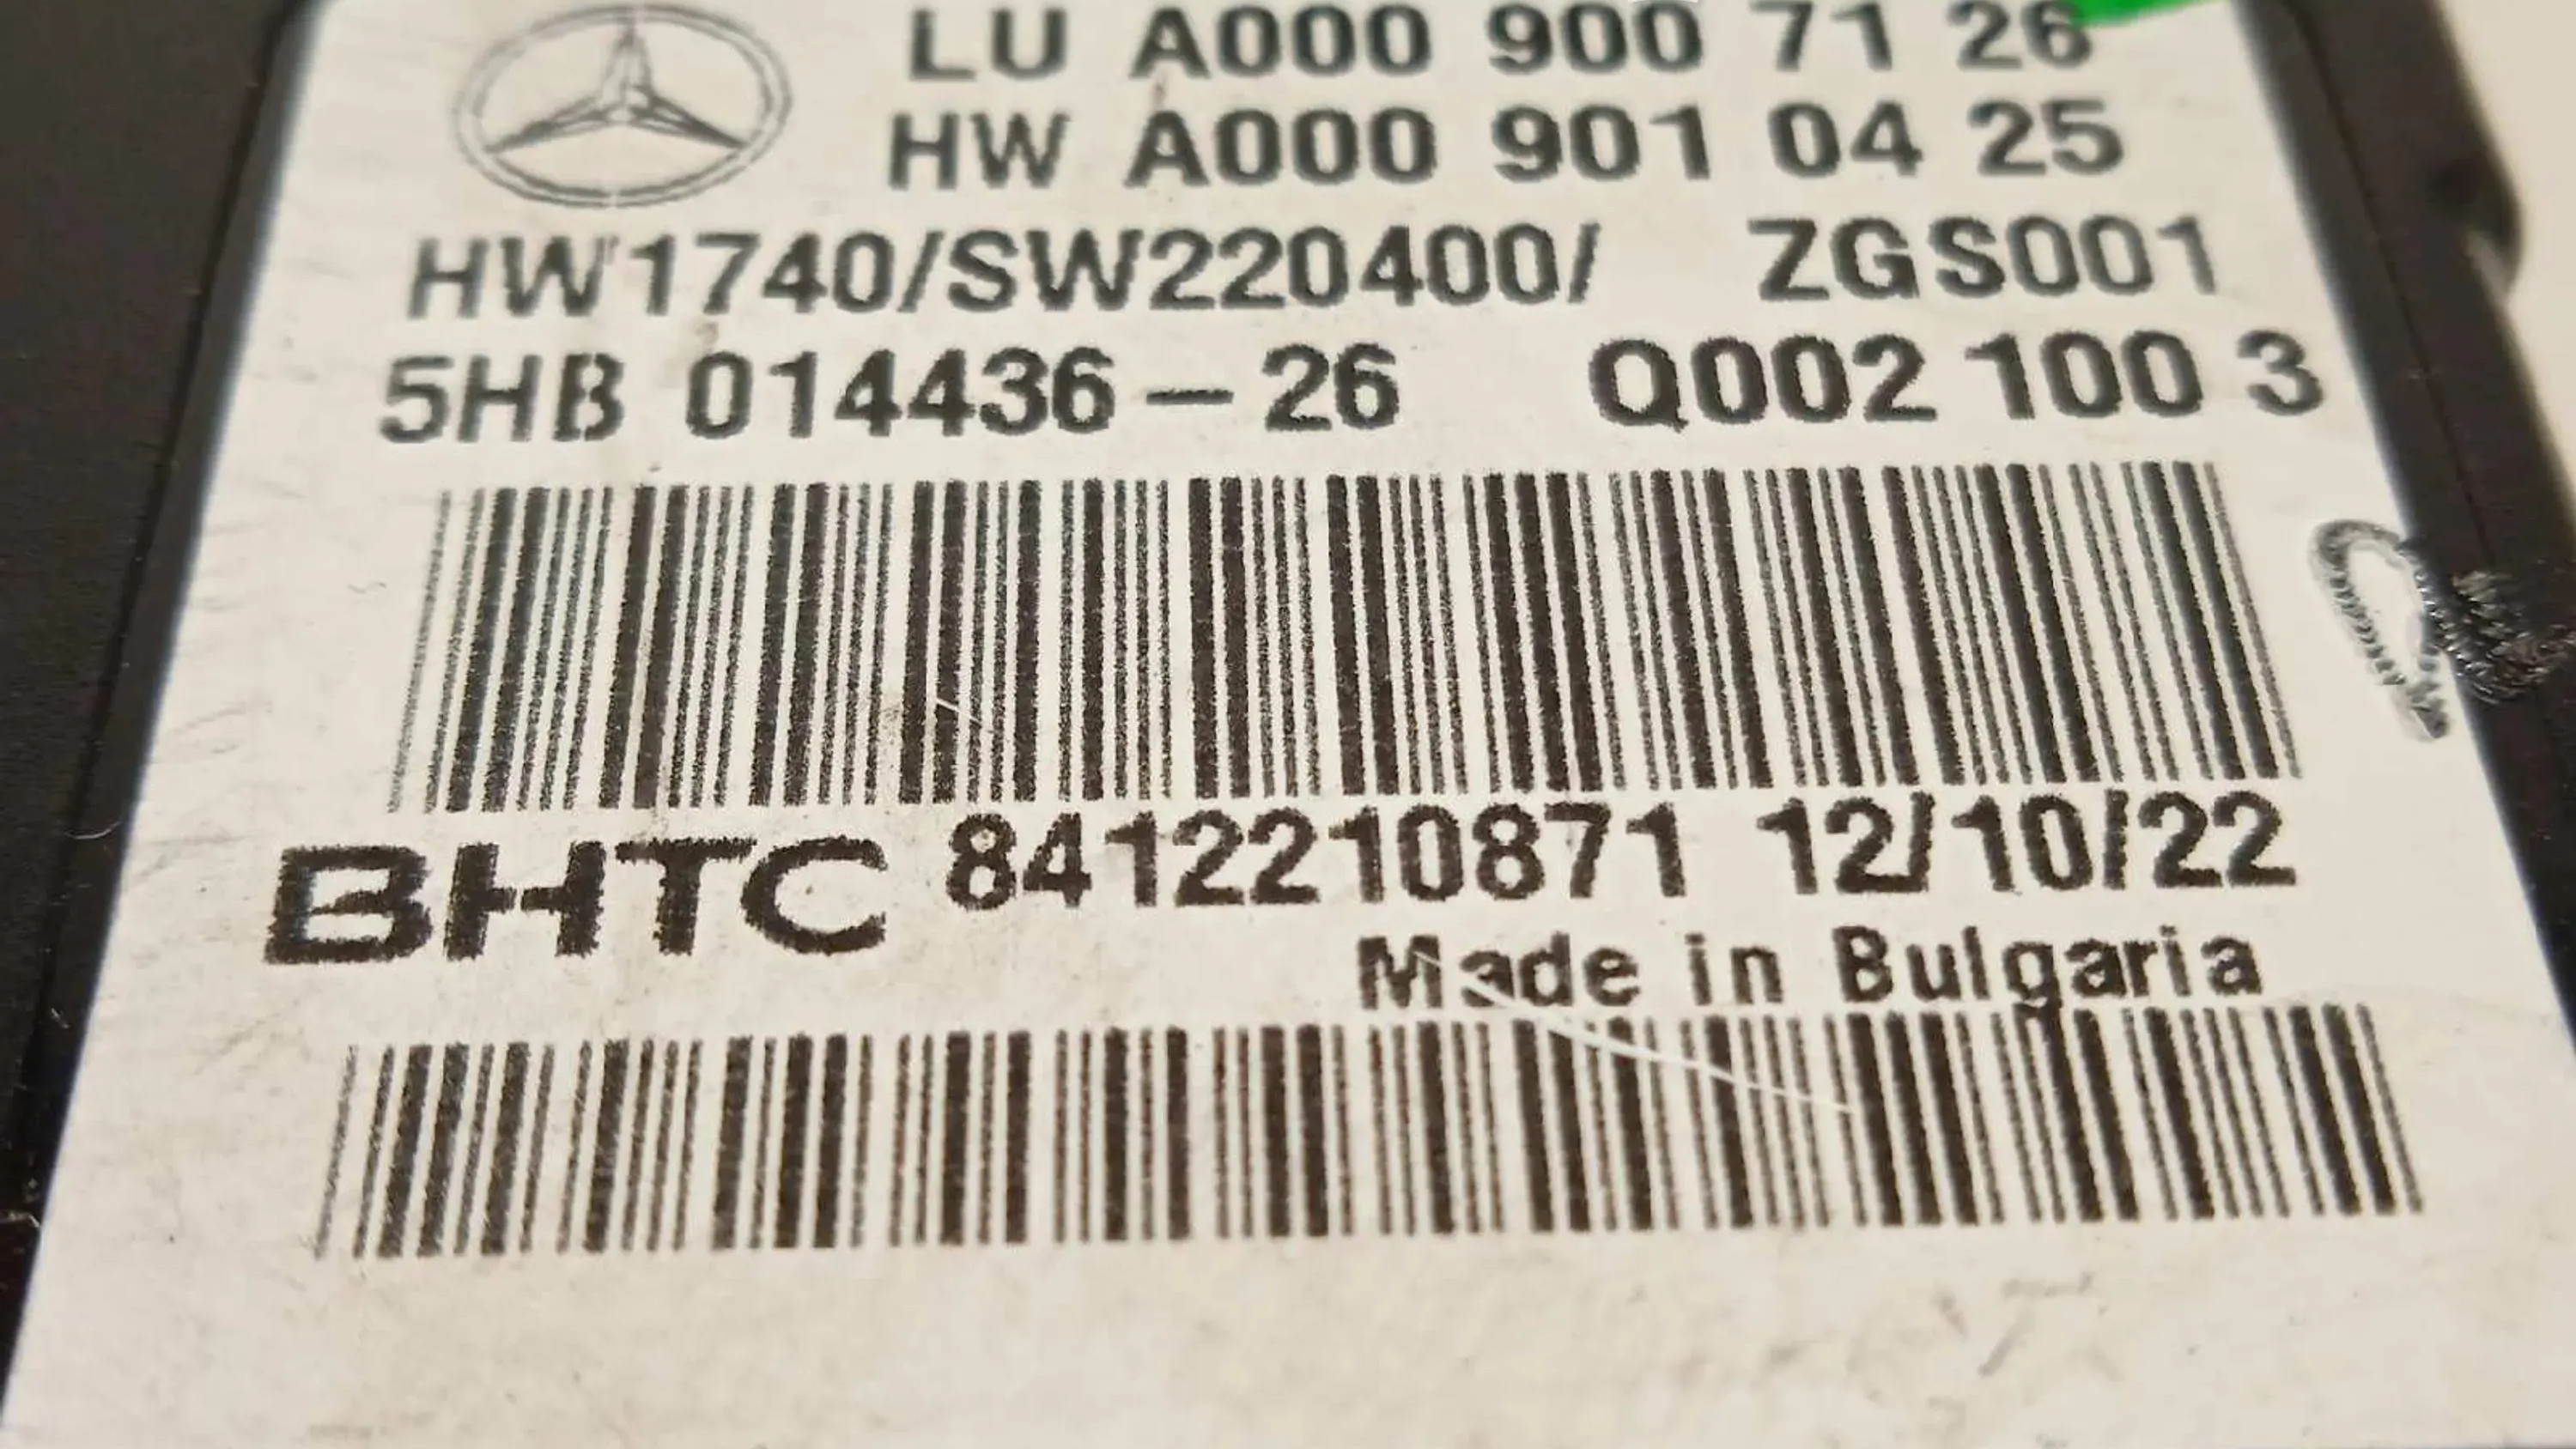 LU A000 900 71 26
HW A000 901 04 25
HW1740/SW220400/ ZGS001
5HB 014436-26 Q002 100 3
BHTC 8412210871 12/10/22
Made in Bulgaria